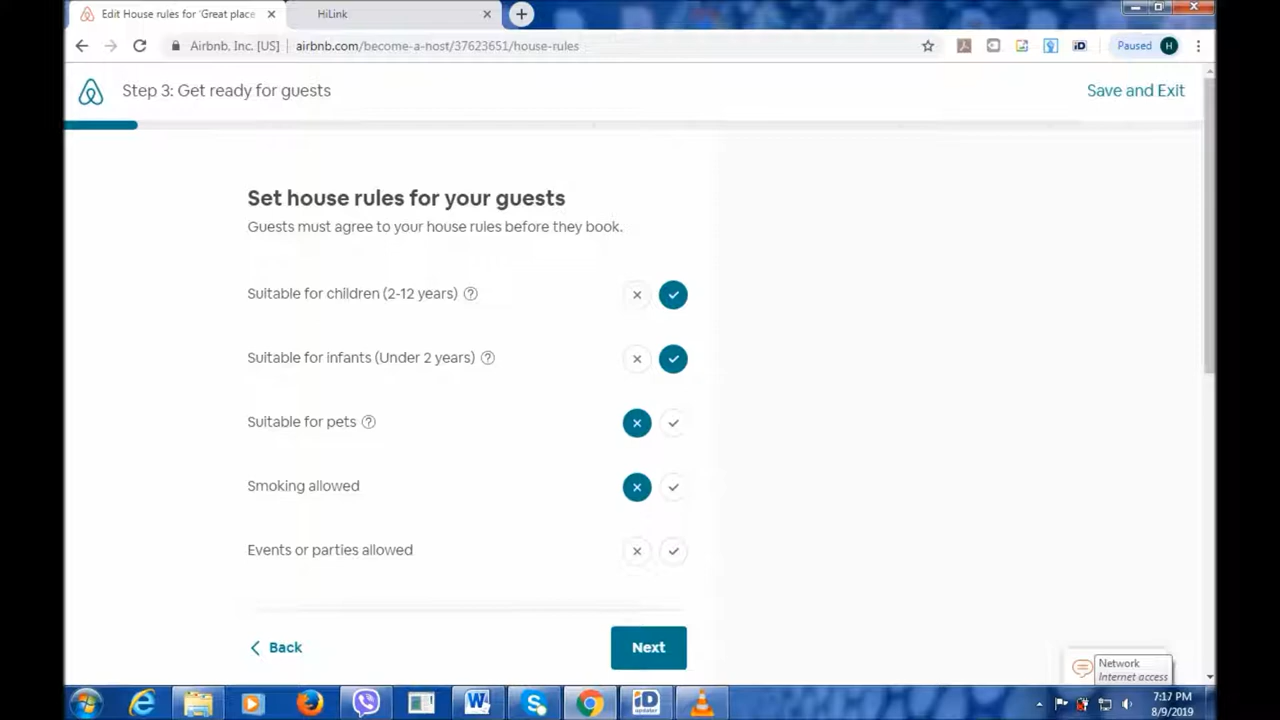 Edit House rules for 'Great place
HiLink
Airbnb, Inc. [US]
airbnb.com/become-a-host/37623651/house-rules
Paused
H
Step 3: Get ready for guests
Save and Exit
Set house rules for your guests
Guests must agree to your house rules before they book.
Suitable for children (2-12 years)
Suitable for infants (Under 2 years)
Suitable for pets
Smoking allowed
Events or parties allowed
Back
Next
Network
Internet access
7:17 PM
8/9/2019